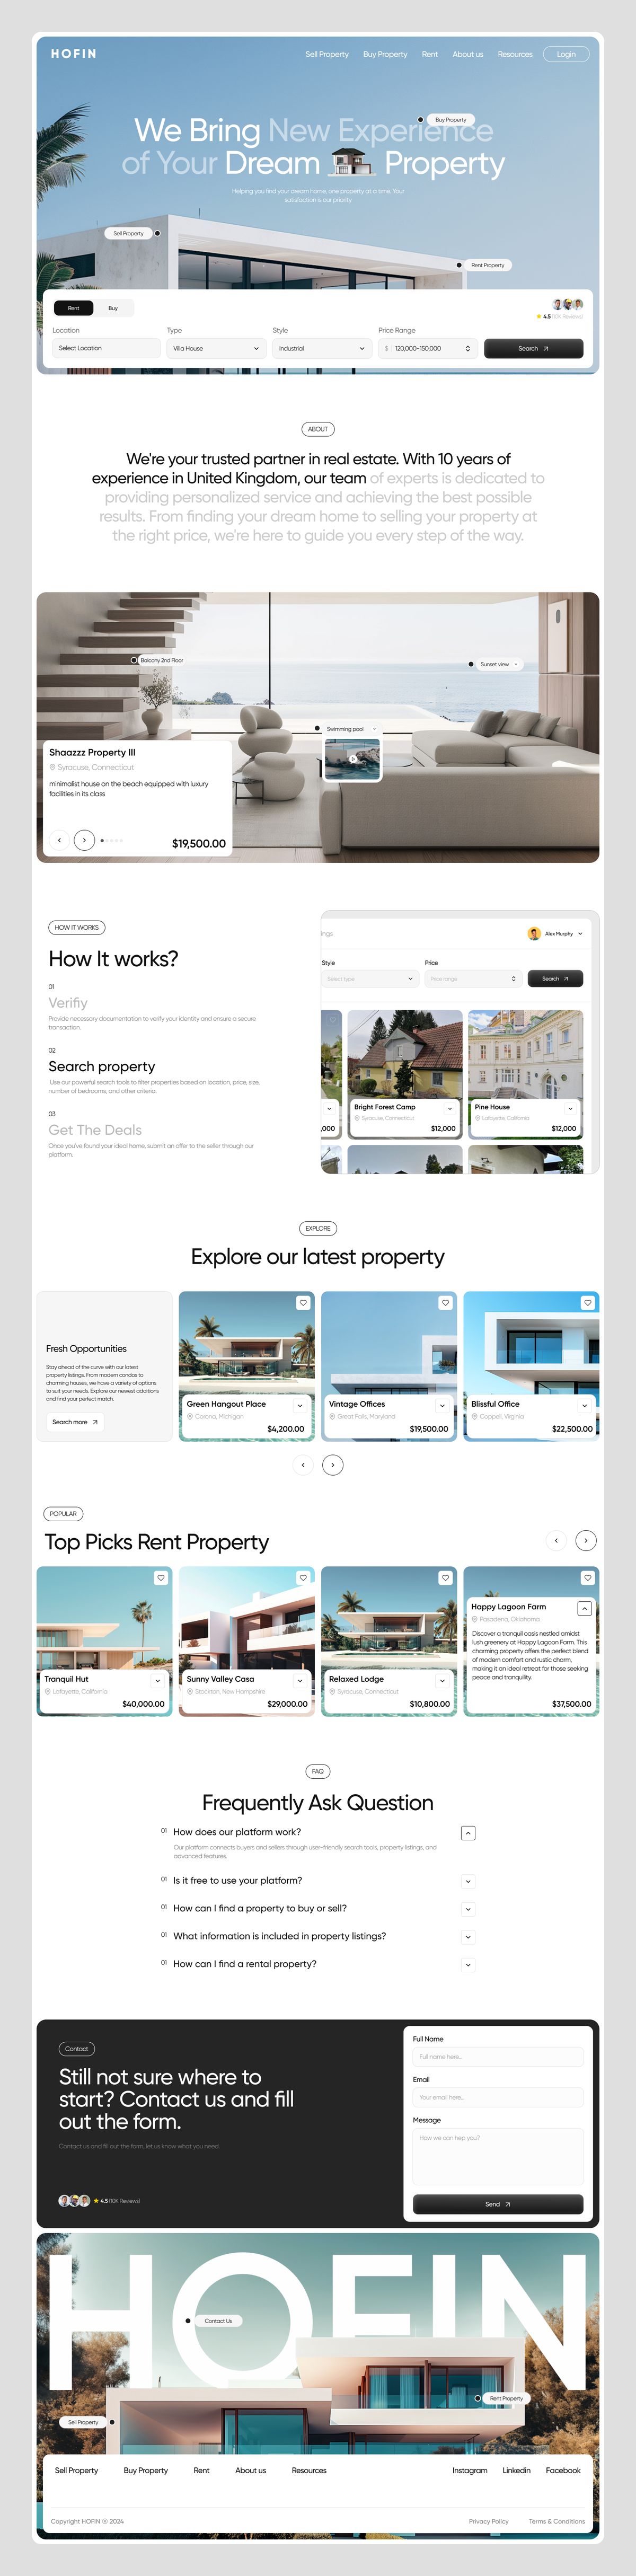 HOFIN
Sell Property
Buy Property
Rent
About us
Resources
Login
Buy Property
We Bring New Experience
of Your Dream Property
Helping you find your dream home, one property at a time. Your
satisfaction is our priority
Sell Property
Rent Property
Rent
Buy
4.5 (10K Reviews)
Location
Type
Style
Price Range
Select Location
Villa House
Industrial
$ 120,000-150,000
Search
ABOUT
We're your trusted partner in real estate. With 10 years of
experience in United Kingdom, our team of experts is dedicated to
providing personalized service and achieving the best possible
results. From finding your dream home to selling your property at
the right price, we're here to guide you every step of the way.
Balcony 2nd Floor
Sunset view
Swimming pool
Shaazzz Property III
Syracuse, Connecticut
minimalist house on the beach equipped with luxury
facilities in its class
$19,500.00
HOW IT WORKS
How It works?
01
Verifiy
Provide necessary documentation to verify your identity and ensure a secure
transaction.
02
Search property
Use our powerful search tools to filter properties based on location, price, size,
number of bedrooms, and other criteria.
03
Get The Deals
Once you've found your ideal home, submit an offer to the seller through our
platform.
ings
Alex Murphy
Style
Price
Select type
Price range
Search
,000
Bright Forest Camp
Syracuse, Connecticut
$12,000
Pine House
Lafayette, California
$12,000
EXPLORE
Explore our latest property
Fresh Opportunities
Stay ahead of the curve with our latest
property listings. From modern condos to
charming houses, we have a variety of options
to suit your needs. Explore our newest additions
and find your perfect match.
Search more
Green Hangout Place
Corona, Michigan
$4,200.00
Vintage Offices
Great Falls, Maryland
$19,500.00
Blissful Office
Coppell, Virginia
$22,500.00
POPULAR
Top Picks Rent Property
Tranquil Hut
Lafayette, California
$40,000.00
Sunny Valley Casa
Stockton, New Hampshire
$29,000.00
Relaxed Lodge
Syracuse, Connecticut
$10,800.00
Happy Lagoon Farm
Pasadena, Oklahoma
Discover a tranquil oasis nestled amidst
lush greenery at Happy Lagoon Farm. This
charming property offers the perfect blend
of modern comfort and rustic charm,
making it an ideal retreat for those seeking
peace and tranquility.
$37,500.00
FAQ
Frequently Ask Question
01 How does our platform work?
Our platform connects buyers and sellers through user-friendly search tools, property listings, and
advanced features.
01 Is it free to use your platform?
01 How can I find a property to buy or sell?
01 What information is included in property listings?
01 How can I find a rental property?
Contact
Still not sure where to
start? Contact us and fill
out the form.
Contact us and fill out the form, let us know what you need.
4.5 (10K Reviews)
Full Name
Full name here...
Email
Your email here...
Message
How we can hep you?
Send
HOFIN
Contact Us
Rent Property
Sell Property
Sell Property
Buy Property
Rent
About us
Resources
Instagram
Linkedin
Facebook
Copyright HOFIN ® 2024
Privacy Policy
Terms & Conditions